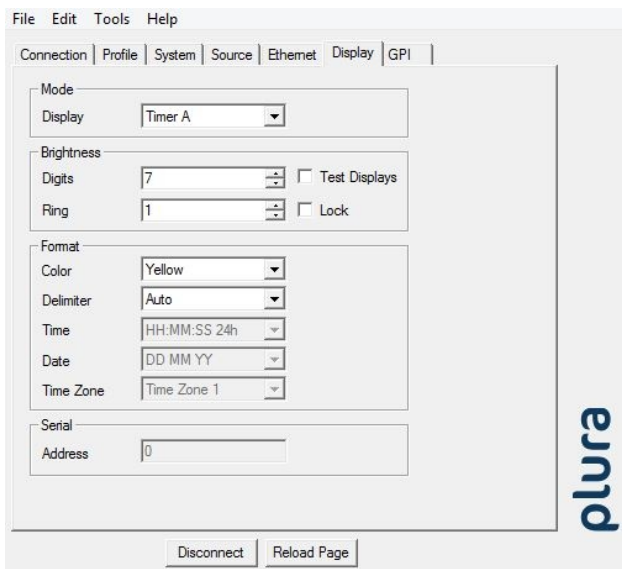 File Edit Tools Help
Connection Profile System Source Ethernet Display GPI
Mode
Display Timer A
Brightness
Digits 7 Test Displays
Ring 1 Lock
Format
Color Yellow
Delimiter Auto
Time HH:MM:SS 24h
Date DD MM YY
Time Zone Time Zone 1
Serial
Address 0
plura
Disconnect Reload Page